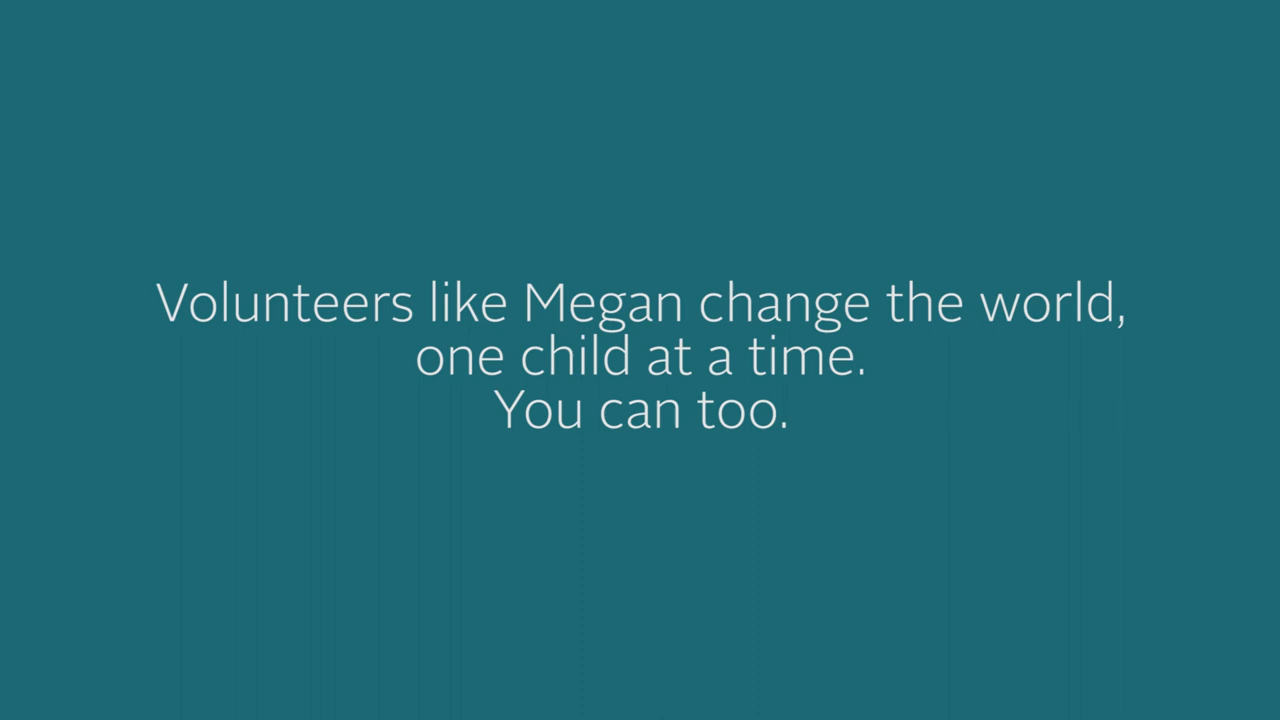 Volunteers like Megan change the world,
one child at a time.
You can too.